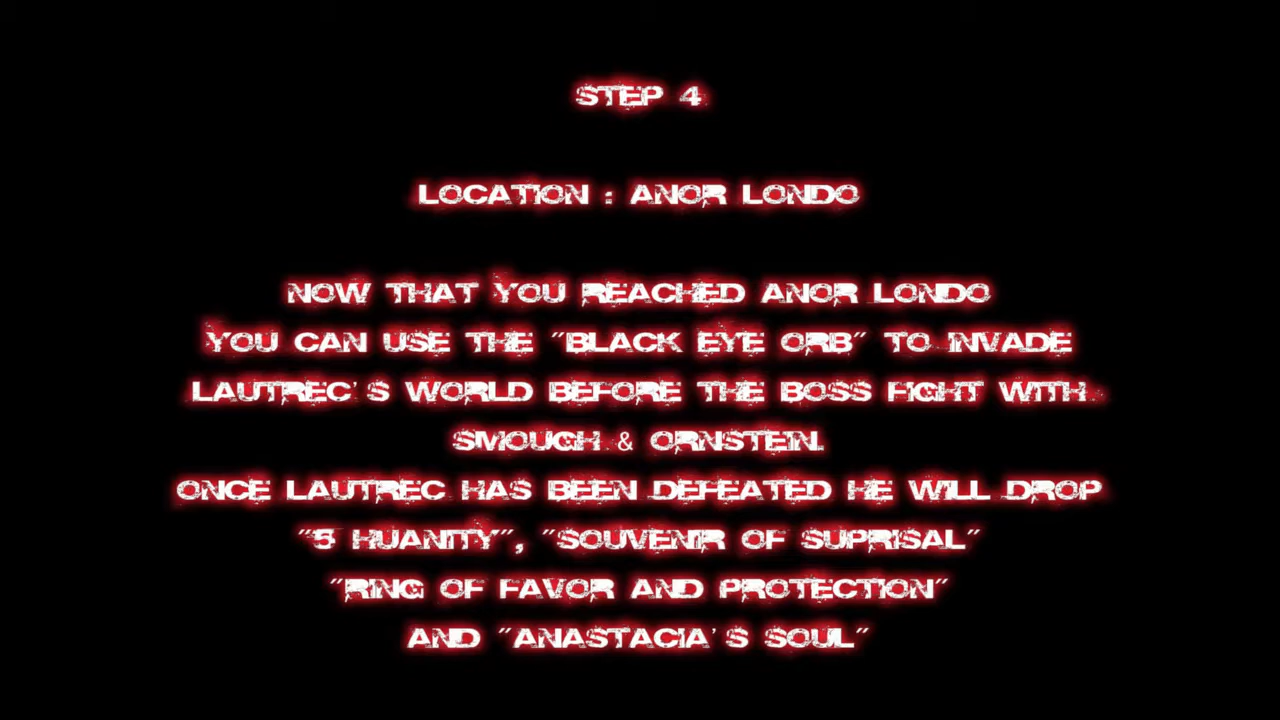 STEP 4
LOCATION : ANOR LONDO
NOW THAT YOU REACHED ANOR LONDO
YOU CAN USE THE "BLACK EYE ORB" TO INVADE
LAUTREC'S WORLD BEFORE THE BOSS FIGHT WITH
SMOUGH & ORNSTEIN.
ONCE LAUTREC HAS BEEN DEFEATED HE WILL DROP
"5 HUANITY", "SOUVENIR OF SUPRISAL"
"RING OF FAVOR AND PROTECTION"
AND "ANASTACIA'S SOUL"